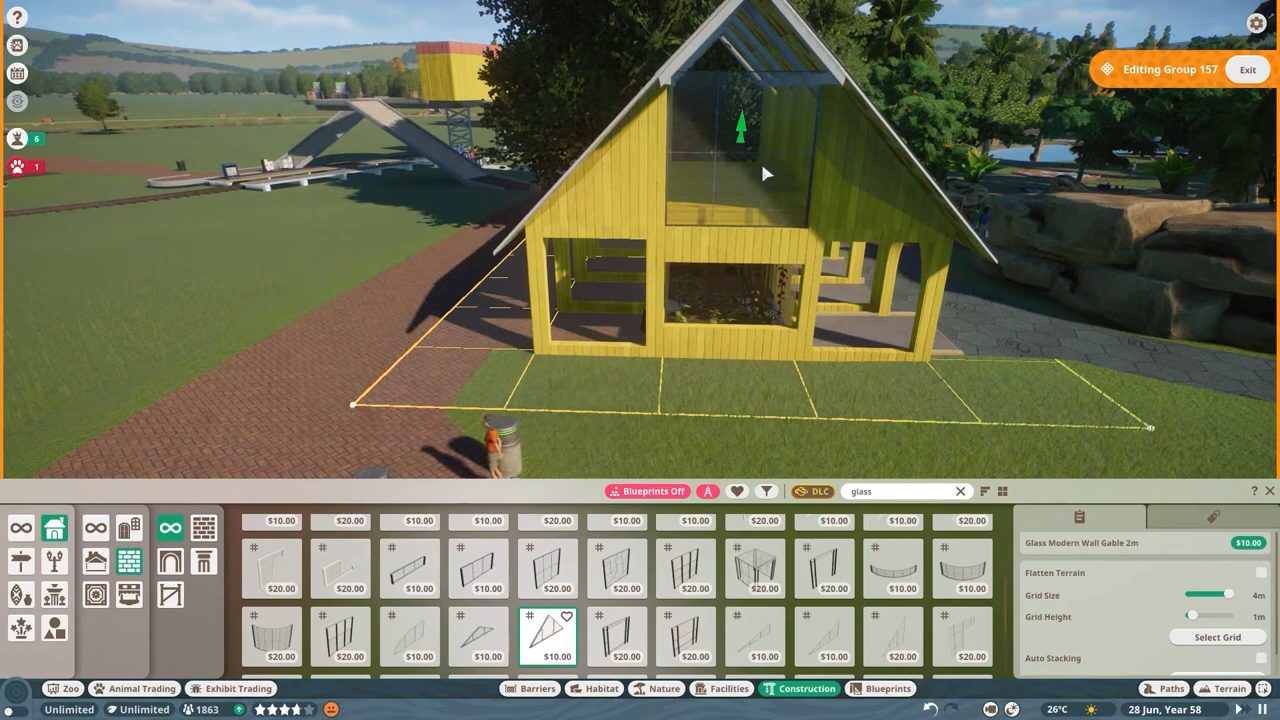 ?
Editing Group 157
Exit
6
1
Blueprints Off
DLC
glass
?
$10.00 $20.00 $10.00 $10.00 $20.00 $10.00 $20.00 $10.00 $20.00 $10.00 $20.00
$20.00 $20.00 $10.00 $10.00 $20.00 $20.00 $20.00 $20.00 $20.00 $10.00 $10.00
$20.00 $20.00 $10.00 $10.00 $10.00 $20.00 $20.00 $10.00 $10.00 $20.00 $20.00
Glass Modern Wall Gable 2m $10.00
Flatten Terrain
Grid Size 4m
Grid Height 1m
Select Grid
Auto Stacking
Zoo Animal Trading Exhibit Trading Barriers Habitat Nature Facilities Construction Blueprints Paths Terrain
Unlimited Unlimited 1863 26°C 28 Jun, Year 58